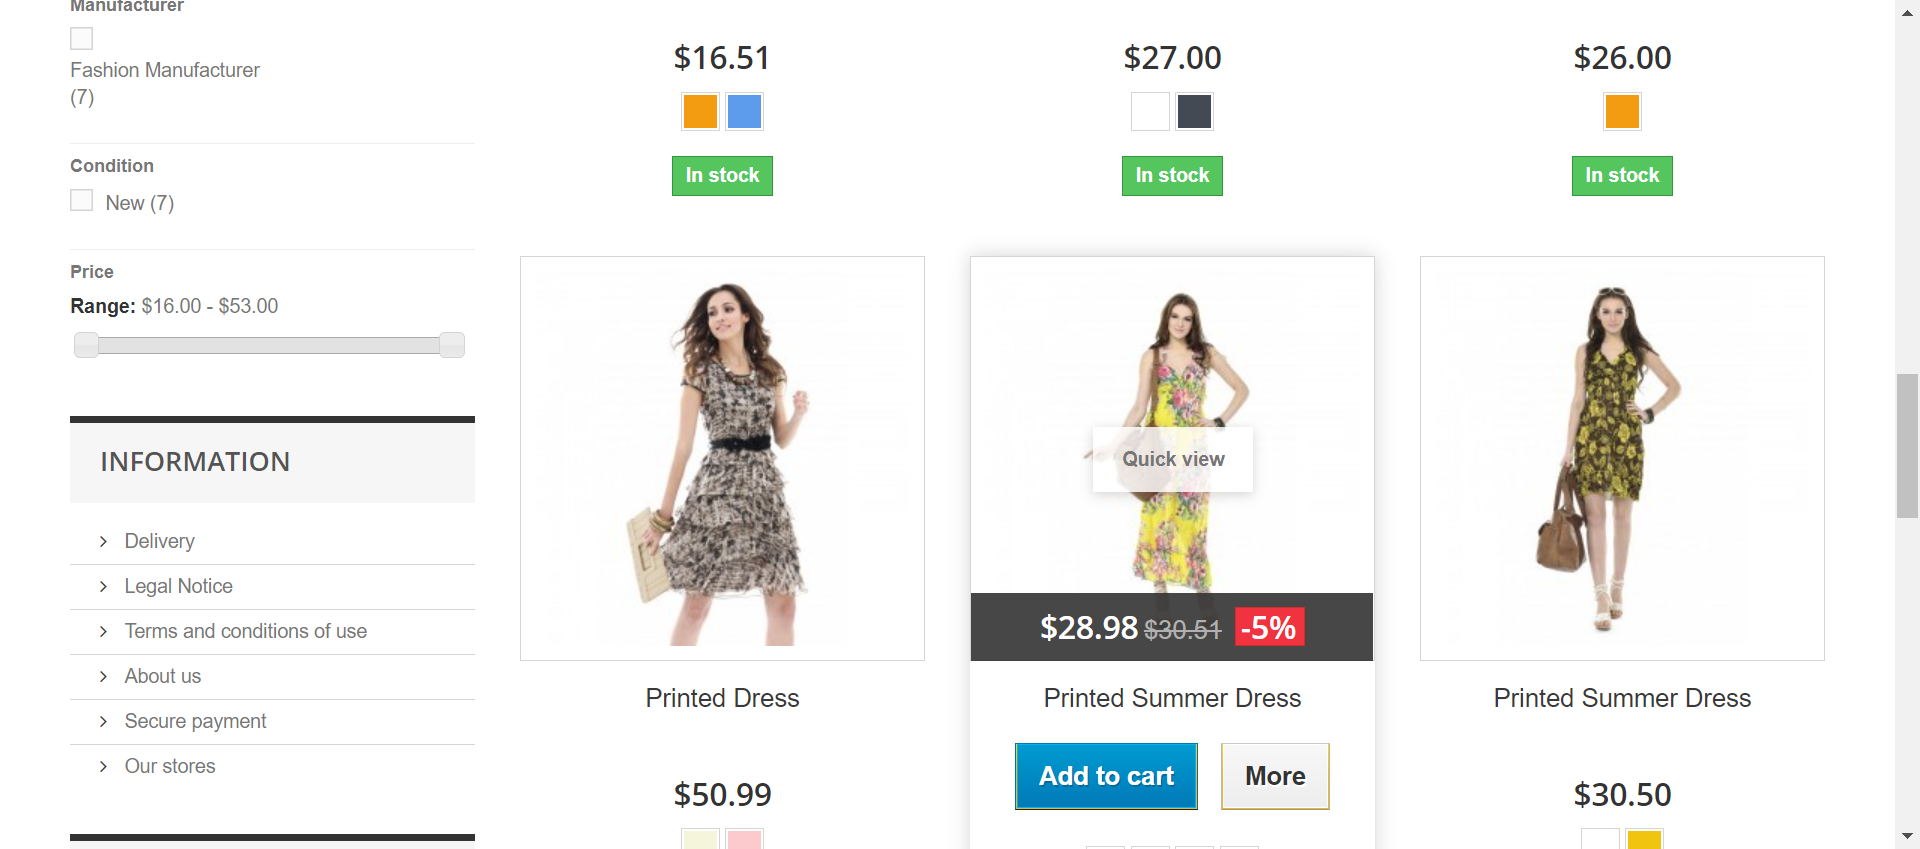 Manufacturer
Fashion Manufacturer
(7)
Condition
New (7)
Price
Range: $16.00 - $53.00
INFORMATION
Delivery
Legal Notice
Terms and conditions of use
About us
Secure payment
Our stores
$16.51
In stock
$27.00
In stock
$26.00
In stock
Printed Dress
$50.99
Quick view
$28.98 $30.51 -5%
Printed Summer Dress
Add to cart
More
Printed Summer Dress
$30.50